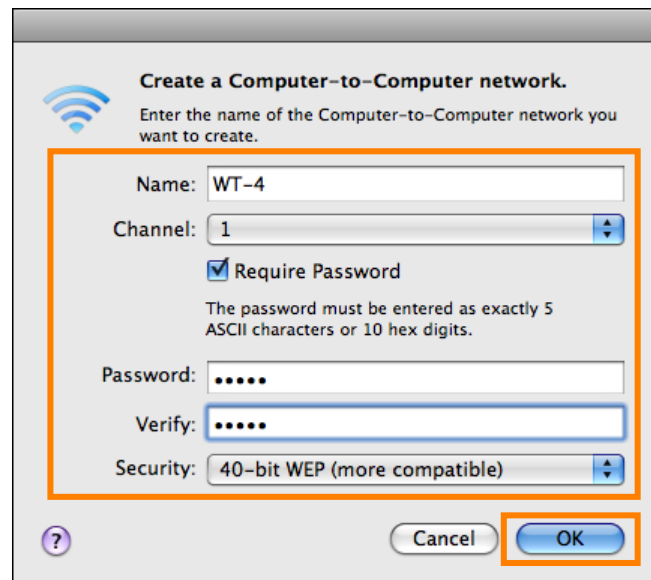 Create a Computer-to-Computer network.
Enter the name of the Computer-to-Computer network you
want to create.
Name: WT-4
Channel: 1
Require Password
The password must be entered as exactly 5
ASCII characters or 10 hex digits.
Password: •••••
Verify: •••••
Security: 40-bit WEP (more compatible)
? Cancel OK